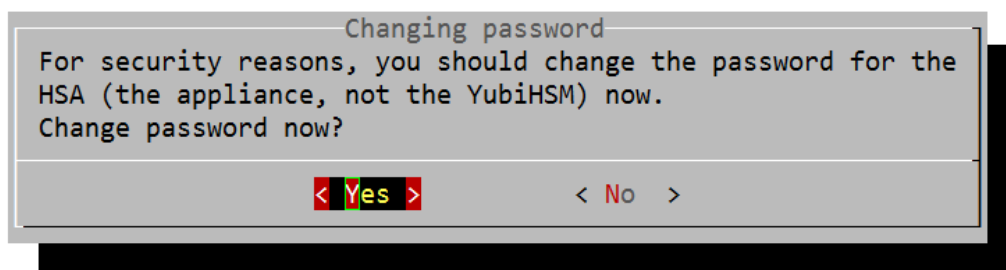 Changing password
For security reasons, you should change the password for the
HSA (the appliance, not the YubiHSM) now.
Change password now?
< Yes > < No >